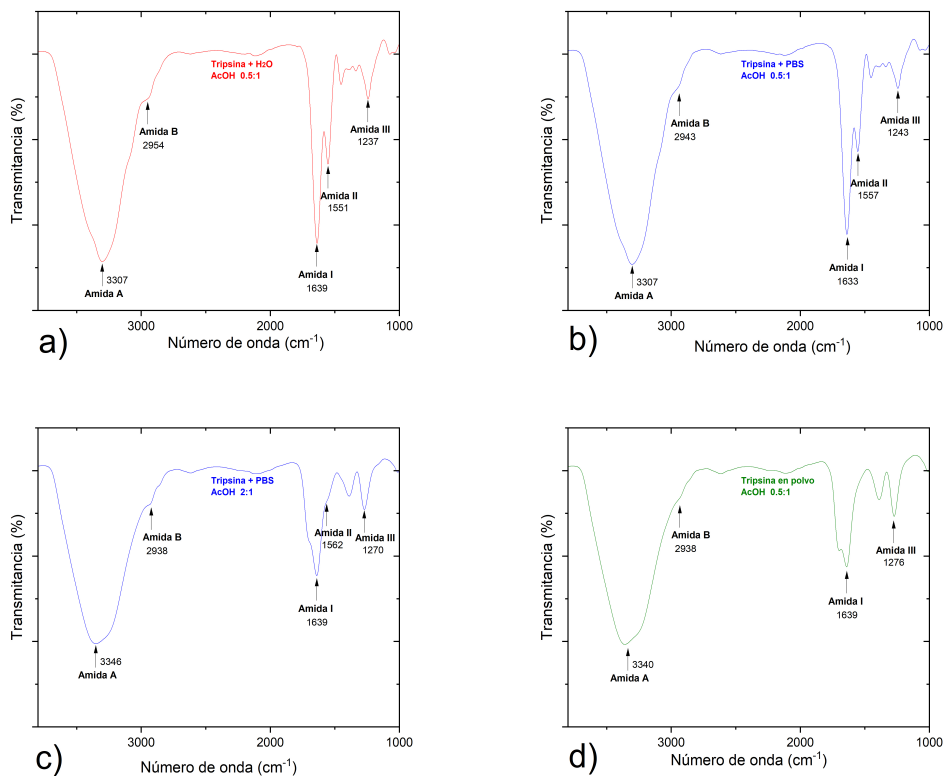 Tripsina + H2O
AcOH 0.5:1
Amida B
2954
Amida III
1237
Amida II
1551
Amida I
1639
3307
Amida A
Transmitancia (%)
3000
2000
1000
Número de onda (cm⁻¹)
a)
Tripsina + PBS
AcOH 0.5:1
Amida B
2943
Amida III
1243
Amida II
1557
Amida I
1633
3307
Amida A
Transmitancia (%)
3000
2000
1000
Número de onda (cm⁻¹)
b)
Tripsina + PBS
AcOH 2:1
Amida B
2938
Amida II
1562
Amida III
1270
Amida I
1639
3346
Amida A
Transmitancia (%)
3000
2000
1000
Número de onda (cm⁻¹)
c)
Tripsina en polvo
AcOH 0.5:1
Amida B
2938
Amida III
1276
Amida I
1639
3340
Amida A
Transmitancia (%)
3000
2000
1000
Número de onda (cm⁻¹)
d)